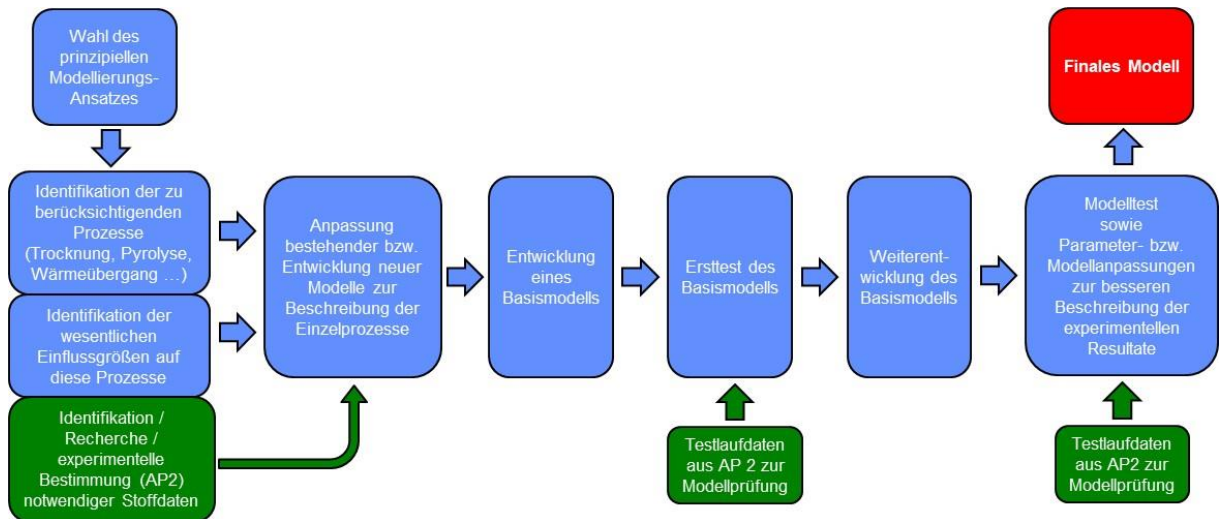 Wahl des
prinzipiellen
Modellierungs-
Ansatzes
Identifikation der zu
berücksichtigenden
Prozesse
(Trocknung, Pyrolyse,
Wärmeübergang ...)
Identifikation der
wesentlichen
Einflussgrößen auf
diese Prozesse
Identifikation /
Recherche /
experimentelle
Bestimmung (AP2)
notwendiger Stoffdaten
Anpassung
bestehender bzw.
Entwicklung neuer
Modelle zur
Beschreibung der
Einzelprozesse
Entwicklung
eines
Basismodells
Ersttest des
Basismodells
Testlaufdaten
aus AP 2 zur
Modellprüfung
Weiterent-
wicklung des
Basismodells
Finales Modell
Modelltest
sowie
Parameter- bzw.
Modellanpassungen
zur besseren
Beschreibung der
experimentellen
Resultate
Testlaufdaten
aus AP2 zur
Modellprüfung